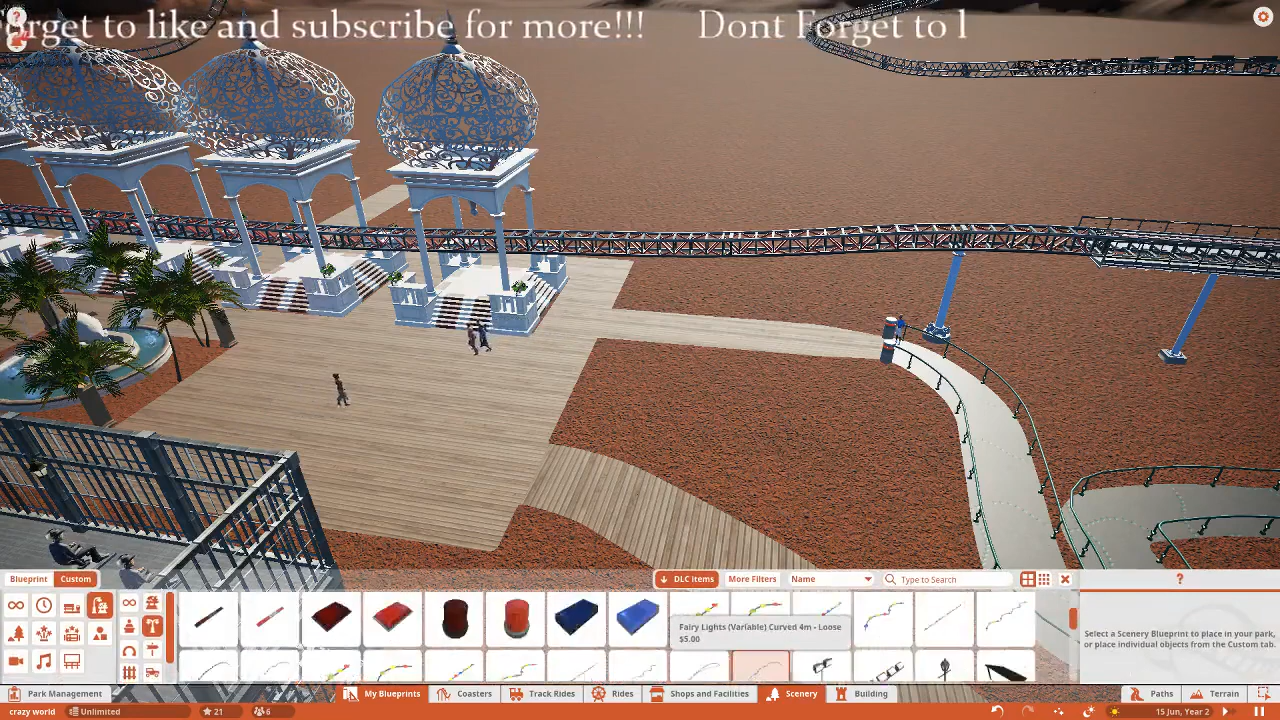 rget to like and subscribe for more!!! Dont Forget to l
Blueprint Custom DLC Items More Filters Name Type to Search ?
Fairy Lights (Variable) Curved 4m - Loose
$5.00
Select a Scenery Blueprint to place in your park,
or place individual objects from the Custom tab.
Park Management My Blueprints Coasters Track Rides Rides Shops and Facilities Scenery Building Paths Terrain
crazy world Unlimited 21 6 15 Jun, Year 2